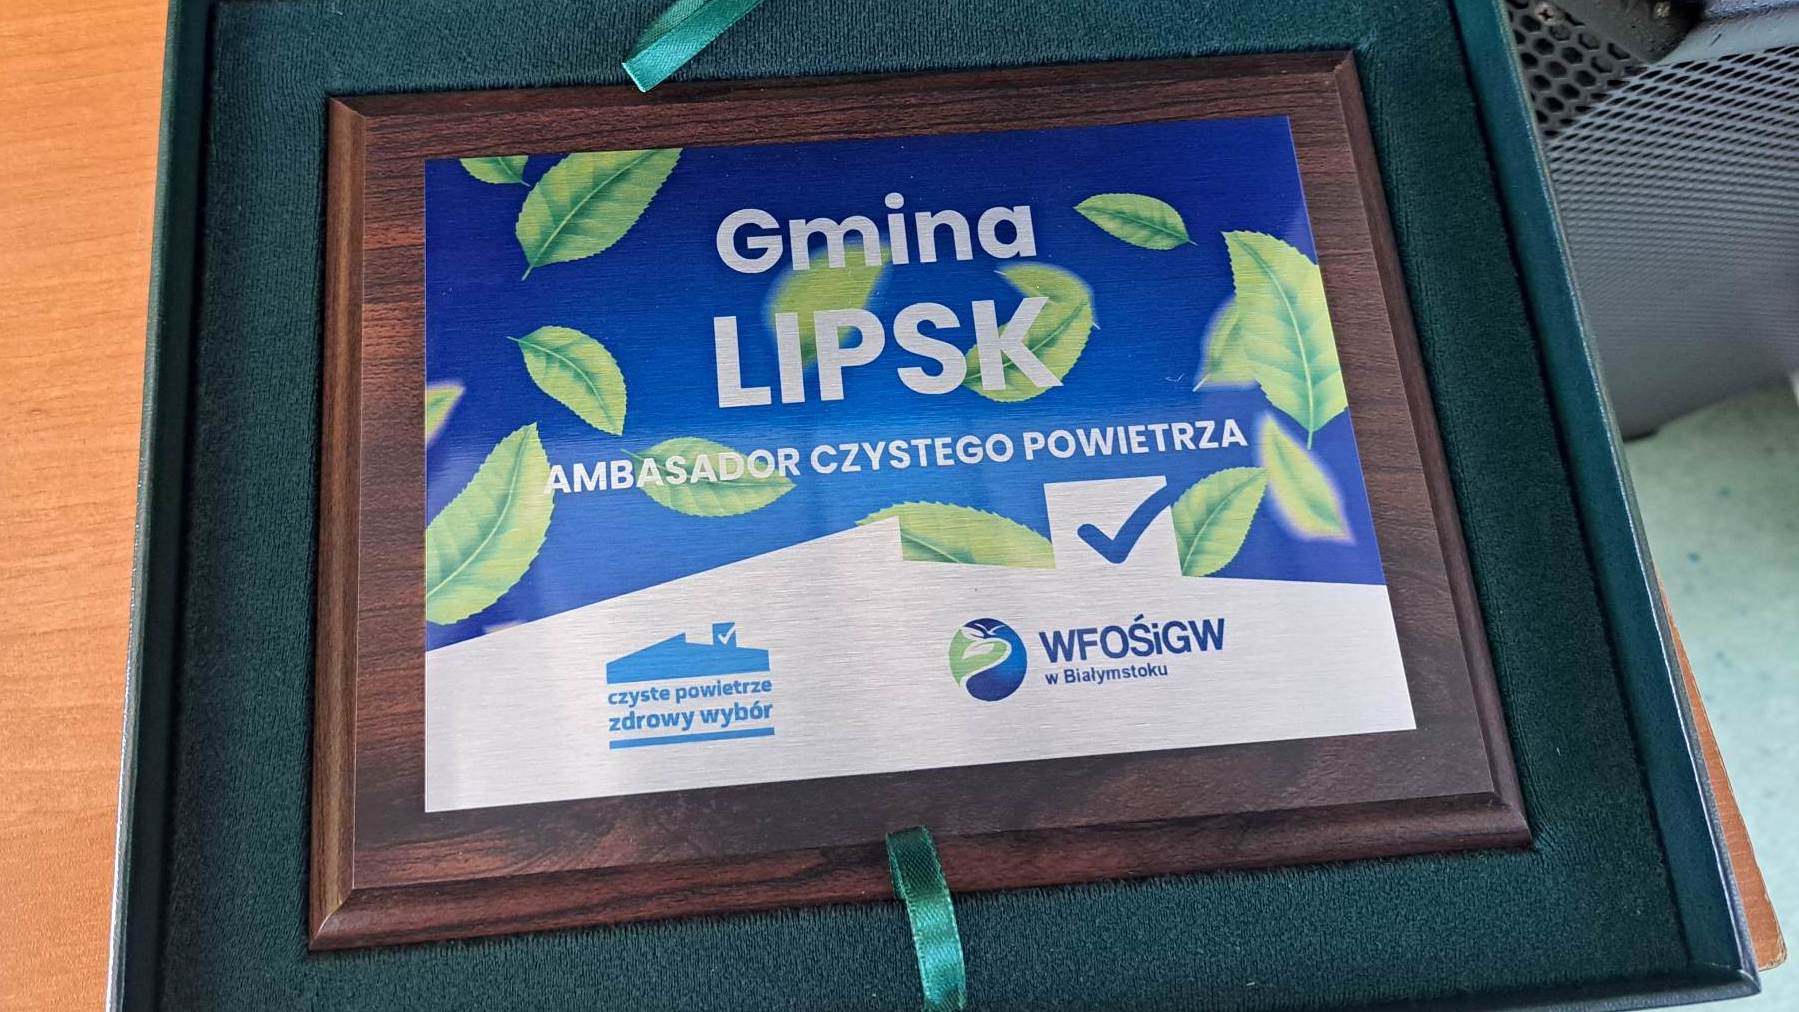 Gmina
LIPSK
AMBASADOR CZYSTEGO POWIETRZA
czyste powietrze
zdrowy wybór
WFOŚiGW
w Białymstoku